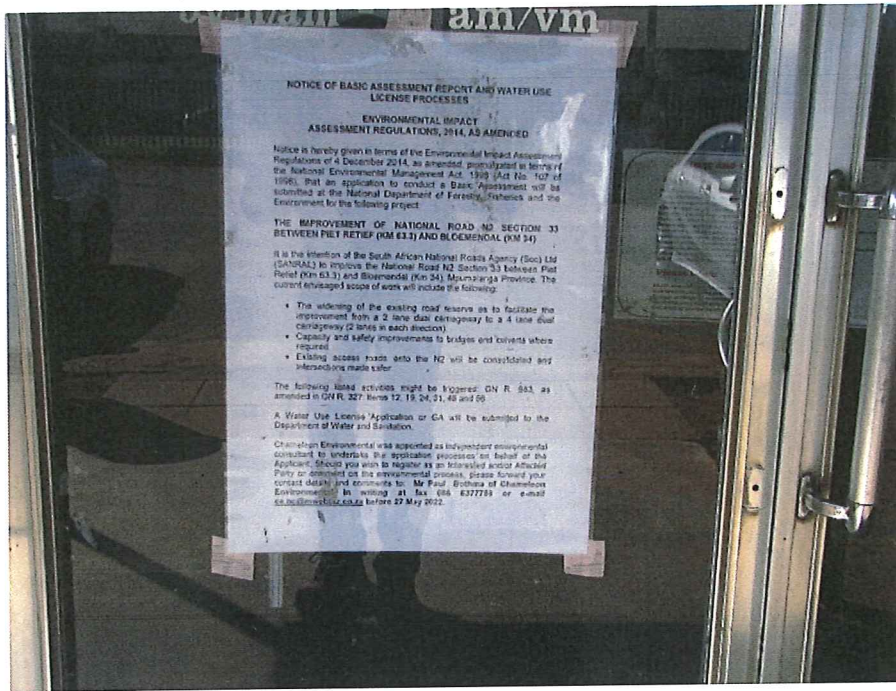 am/vm
NOTICE OF BASIC ASSESSMENT REPORT AND WATER USE
LICENSE PROCESSES
ENVIRONMENTAL IMPACT
ASSESSMENT REGULATIONS, 2014, AS AMENDED
Notice is hereby given in terms of the Environmental Impact Assessment
Regulations of 4 December 2014, as amended, promulgated in terms of
the National Environmental Management Act, 1998 (Act No. 107 of
1998), that an application to conduct a Basic Assessment will be
submitted at the National Department of Forestry, Fisheries and the
Environment for the following project:
THE IMPROVEMENT OF NATIONAL ROAD N2 SECTION 33
BETWEEN PIET RETIEF (KM 63.3) AND BLOEMENDAL (KM 34)
It is the intention of the South African National Roads Agency (Soc) Ltd
(SANRAL) to improve the National Road N2 Section 33 between Piet
Retief (Km 63.3) and Bloemendal (Km 34), Mpumalanga Province. The
current envisaged scope of work will include the following:
• The widening of the existing road reserve as to facilitate the
improvement from a 2 lane dual carriageway to a 4 lane dual
carriageway (2 lanes in each direction)
• Capacity and safety improvements to bridges and culverts where
required
• Existing access roads onto the N2 will be consolidated and
intersections made safer
The following listed activities might be triggered: GN R. 983, as
amended in GN R. 327: Items 12, 19, 24, 31, 48 and 56
A Water Use License Application or GA will be submitted to the
Department of Water and Sanitation.
Chameleon Environmental was appointed as independent environmental
consultant to undertake the application processes on behalf of the
Applicant. Should you wish to register as an Interested and/or Affected
Party or comment on the environmental process, please forward your
contact details and comments to: Mr Paul Bothma of Chameleon
Environmental In writing at fax 086 6377789 or e-mail
before 27 May 2022.